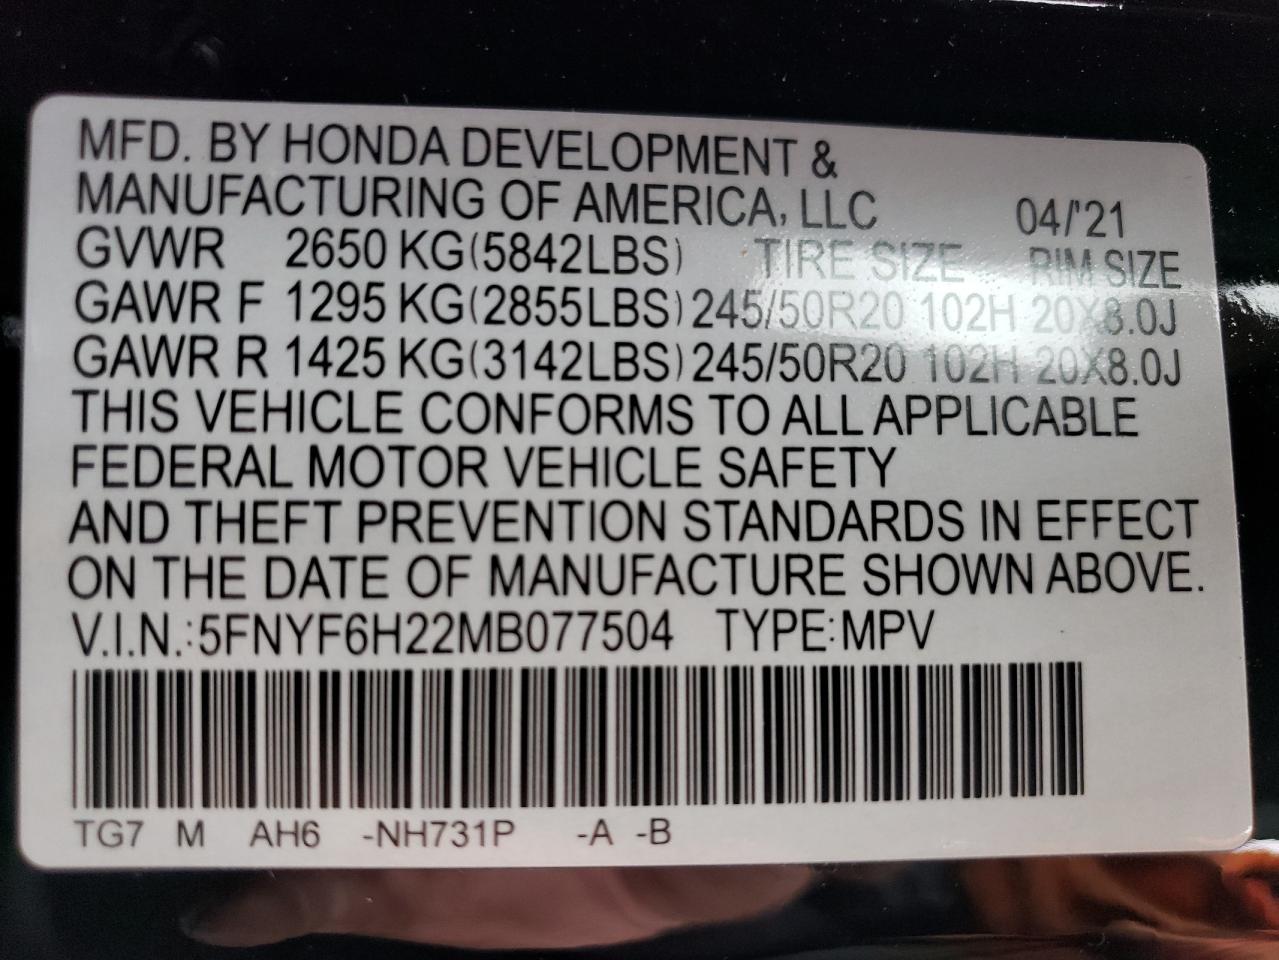 MFD. BY HONDA DEVELOPMENT &
MANUFACTURING OF AMERICA, LLC 04/'21
GVWR 2650 KG(5842LBS) TIRE SIZE RIM SIZE
GAWR F 1295 KG(2855LBS) 245/50R20 102H 20X8.0J
GAWR R 1425 KG(3142LBS) 245/50R20 102H 20X8.0J
THIS VEHICLE CONFORMS TO ALL APPLICABLE
FEDERAL MOTOR VEHICLE SAFETY
AND THEFT PREVENTION STANDARDS IN EFFECT
ON THE DATE OF MANUFACTURE SHOWN ABOVE.
V.I.N.:5FNYF6H22MB077504 TYPE:MPV
TG7 M AH6 -NH731P -A -B